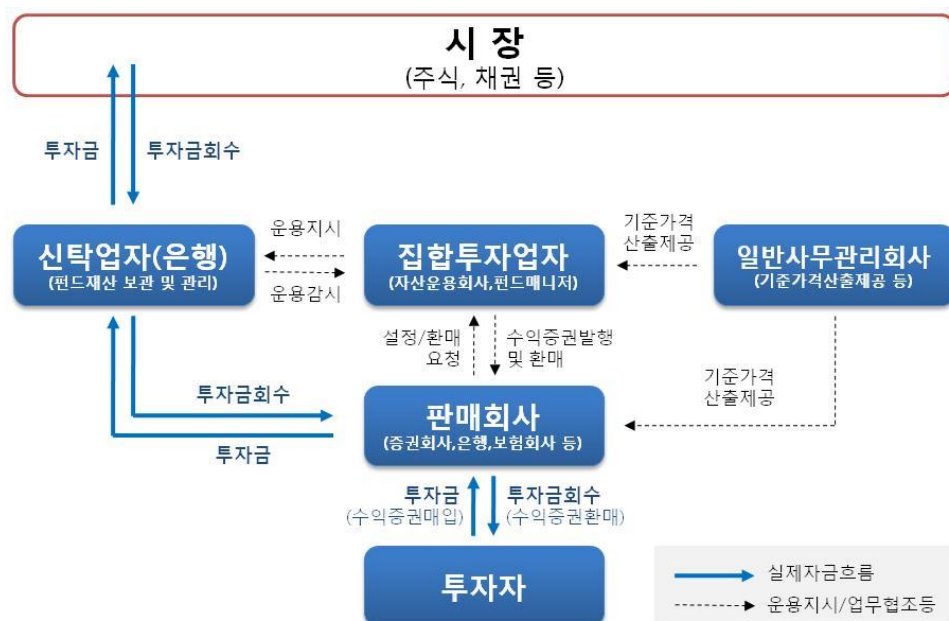 시 장
(주식, 채권 등)
투자금
투자금회수
신탁업자(은행)
(펀드재산 보관 및 관리)
운용지시
운용감시
집합투자업자
(자산운용회사,펀드매니저)
기준가격
산출제공
일반사무관리회사
(기준가격산출제공 등)
설정/환매
요청
수익증권발행
및 환매
기준가격
산출제공
투자금회수
투자금
판매회사
(증권회사,은행,보험회사 등)
투자금
(수익증권매입)
투자금회수
(수익증권환매)
투자자
실제자금흐름
운용지시/업무협조등